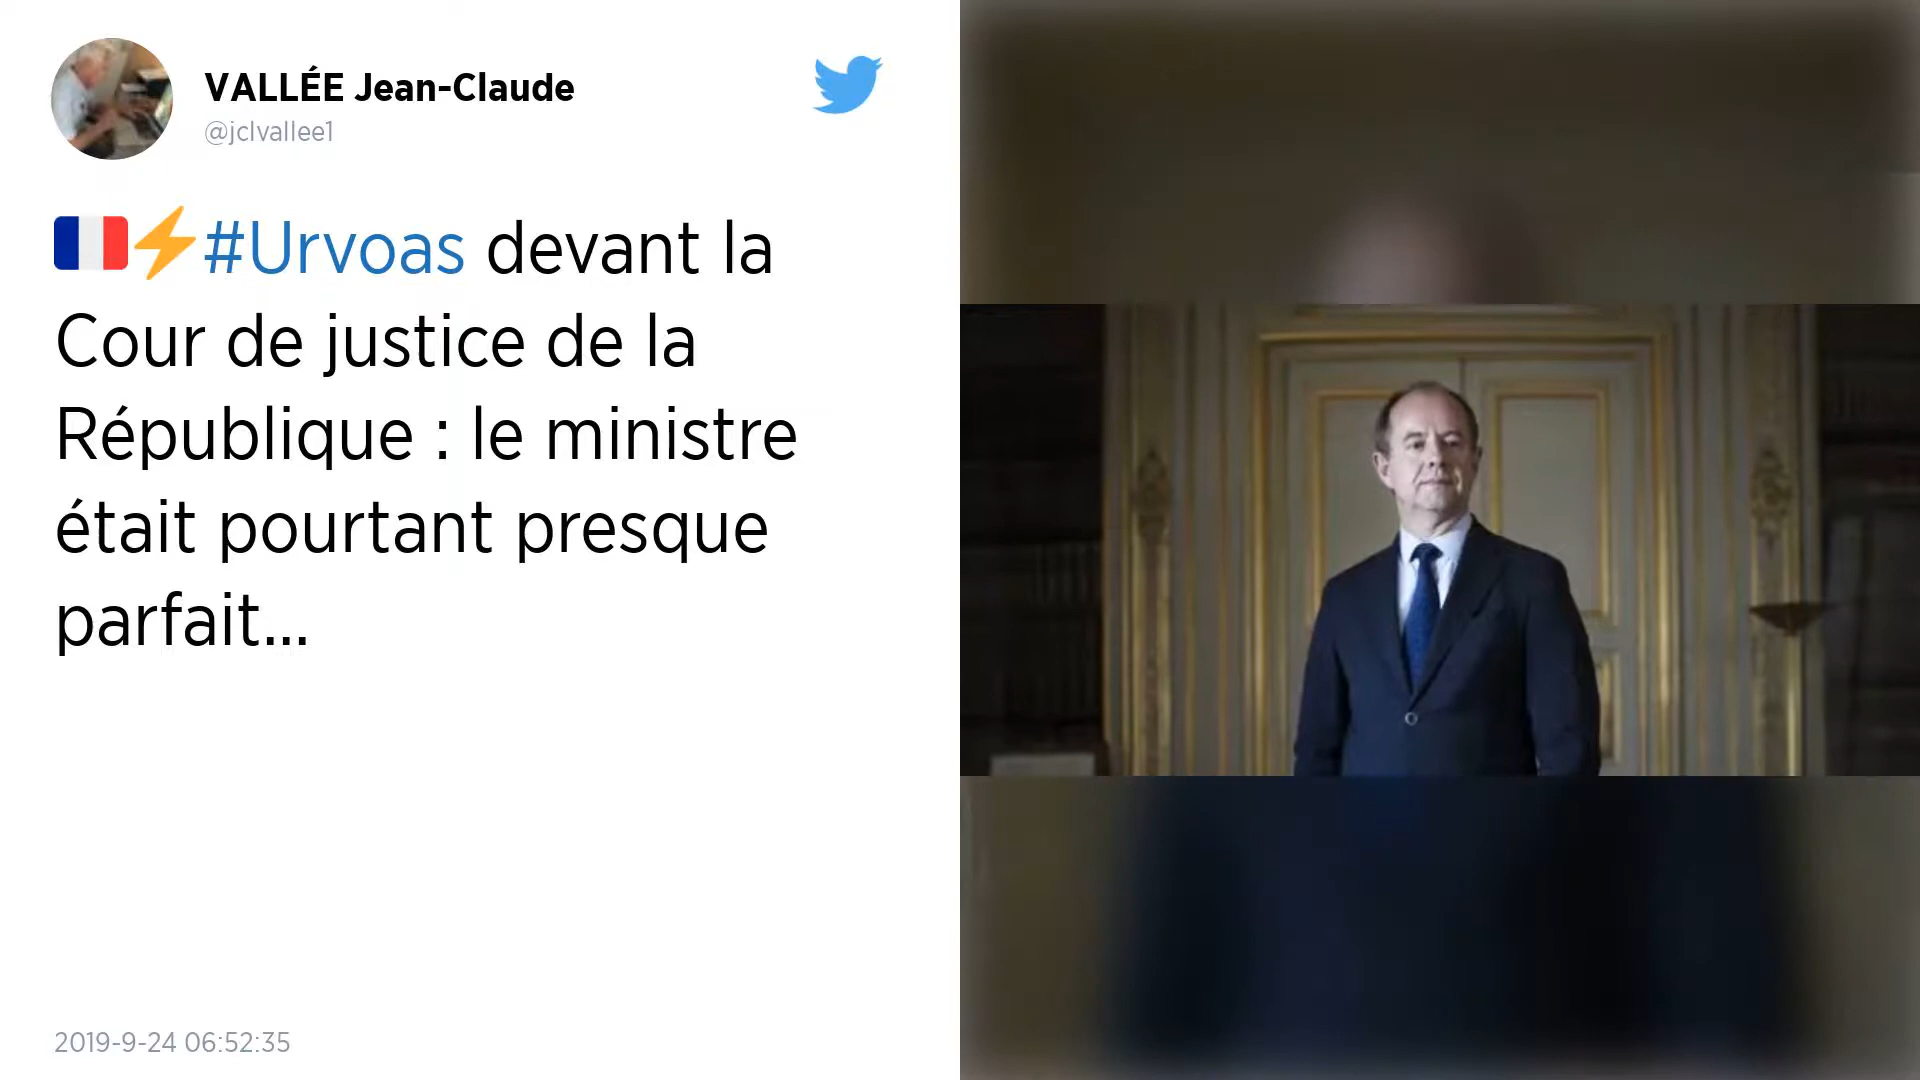 VALLÉE Jean-Claude
@jclvallee1
🇫🇷⚡#Urvoas devant la
Cour de justice de la
République : le ministre
était pourtant presque
parfait...
2019-9-24 06:52:35